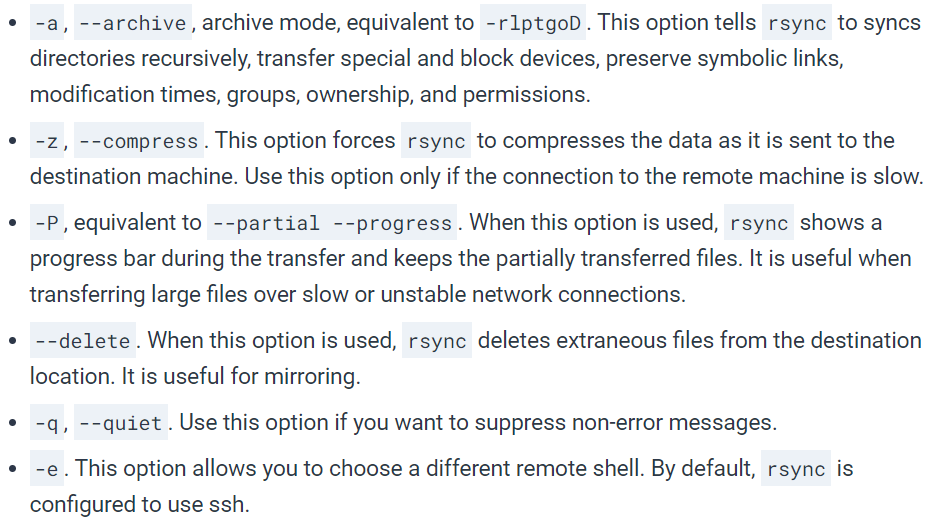 • -a, --archive, archive mode, equivalent to -rlptgoD. This option tells rsync to syncs
directories recursively, transfer special and block devices, preserve symbolic links,
modification times, groups, ownership, and permissions.
• -z, --compress. This option forces rsync to compresses the data as it is sent to the
destination machine. Use this option only if the connection to the remote machine is slow.
• -P, equivalent to --partial --progress. When this option is used, rsync shows a
progress bar during the transfer and keeps the partially transferred files. It is useful when
transferring large files over slow or unstable network connections.
• --delete. When this option is used, rsync deletes extraneous files from the destination
location. It is useful for mirroring.
• -q, --quiet. Use this option if you want to suppress non-error messages.
• -e. This option allows you to choose a different remote shell. By default, rsync is
configured to use ssh.